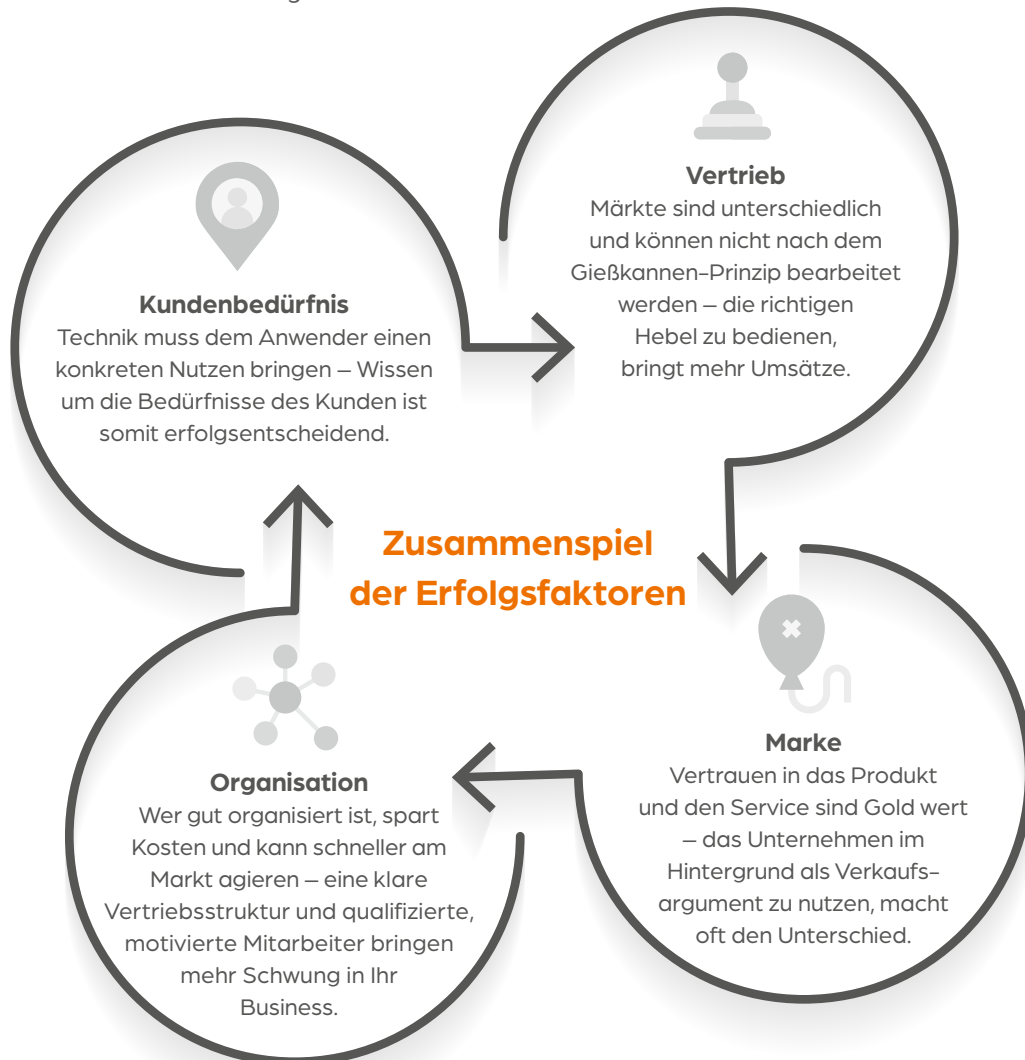 Vertrieb
Märkte sind unterschiedlich
und können nicht nach dem
Gießkannen-Prinzip bearbeitet
werden – die richtigen
Hebel zu bedienen,
bringt mehr Umsätze.
Kundenbedürfnis
Technik muss dem Anwender einen
konkreten Nutzen bringen – Wissen
um die Bedürfnisse des Kunden ist
somit erfolgsentscheidend.
Zusammenspiel
der Erfolgsfaktoren
Marke
Vertrauen in das Produkt
und den Service sind Gold wert
– das Unternehmen im
Hintergrund als Verkaufs-
argument zu nutzen, macht
oft den Unterschied.
Organisation
Wer gut organisiert ist, spart
Kosten und kann schneller am
Markt agieren – eine klare
Vertriebsstruktur und qualifizierte,
motivierte Mitarbeiter bringen
mehr Schwung in Ihr
Business.